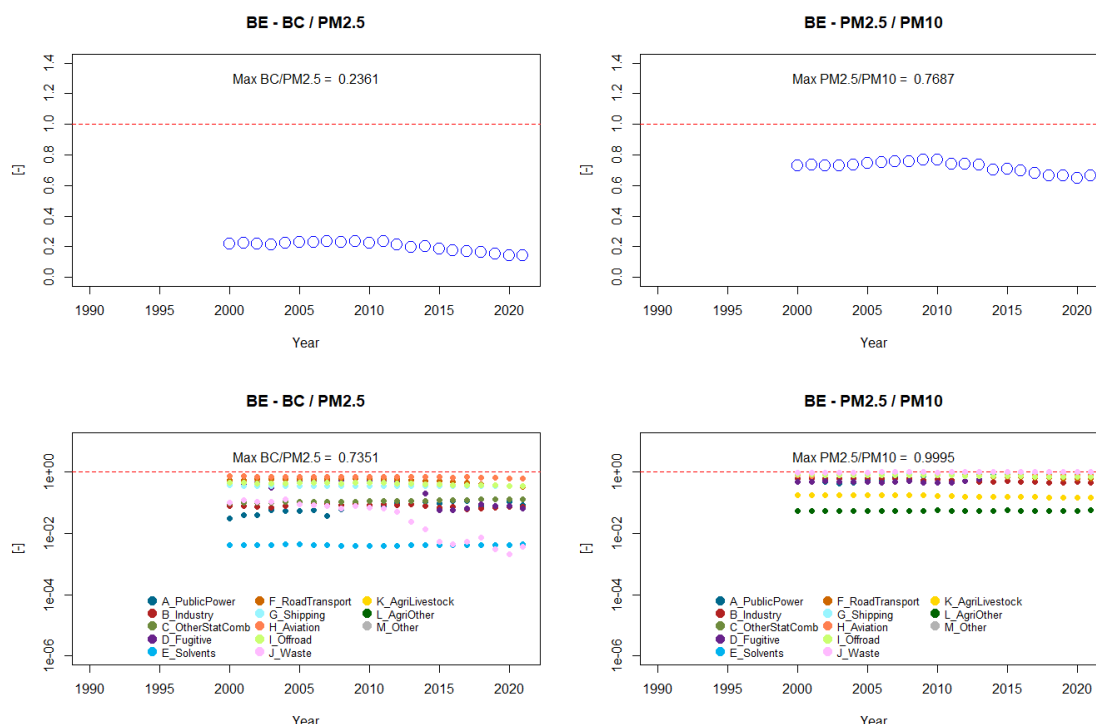 BE - BC / PM2.5
Max BC/PM2.5 = 0.2361
[-]
0.0 0.2 0.4 0.6 0.8 1.0 1.2 1.4
1990 1995 2000 2005 2010 2015 2020
Year
BE - PM2.5 / PM10
Max PM2.5/PM10 = 0.7687
[-]
0.0 0.2 0.4 0.6 0.8 1.0 1.2 1.4
1990 1995 2000 2005 2010 2015 2020
Year
BE - BC / PM2.5
Max BC/PM2.5 = 0.7351
[-]
1e-06 1e-04 1e-02 1e+00
A_PublicPower F_RoadTransport K_AgriLivestock
B_Industry G_Shipping L_AgriOther
C_OtherStatComb H_Aviation M_Other
D_Fugitive I_Offroad
E_Solvents J_Waste
1990 1995 2000 2005 2010 2015 2020
Year
BE - PM2.5 / PM10
Max PM2.5/PM10 = 0.9995
[-]
1e-06 1e-04 1e-02 1e+00
A_PublicPower F_RoadTransport K_AgriLivestock
B_Industry G_Shipping L_AgriOther
C_OtherStatComb H_Aviation M_Other
D_Fugitive I_Offroad
E_Solvents J_Waste
1990 1995 2000 2005 2010 2015 2020
Year